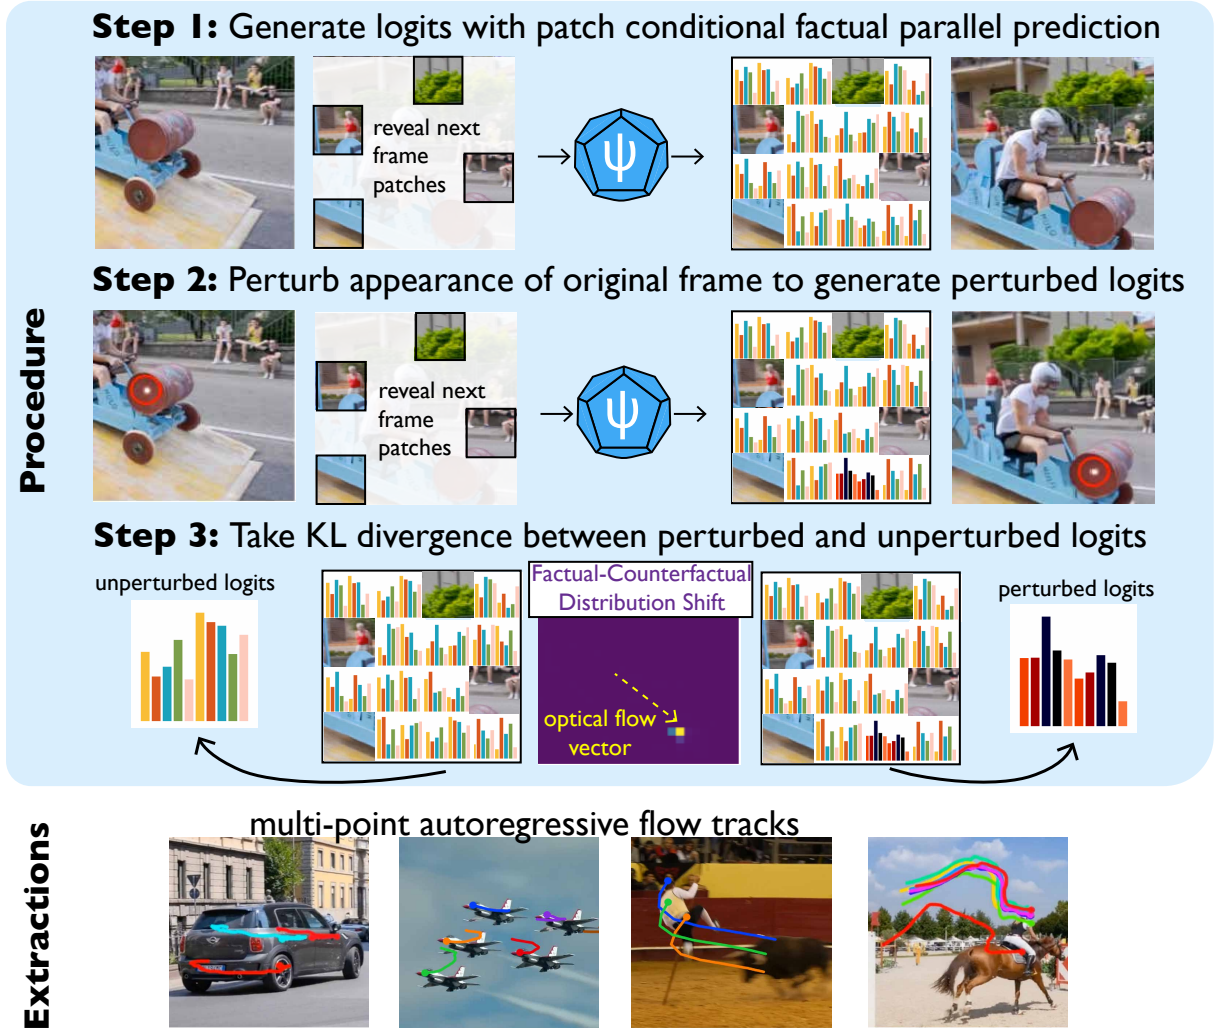 Step 1: Generate logits with patch conditional factual parallel prediction
reveal next
frame
patches
ψ
Step 2: Perturb appearance of original frame to generate perturbed logits
reveal next
frame
patches
ψ
Procedure
Step 3: Take KL divergence between perturbed and unperturbed logits
unperturbed logits
Factual-Counterfactual
Distribution Shift
perturbed logits
optical flow
vector
multi-point autoregressive flow tracks
Extractions